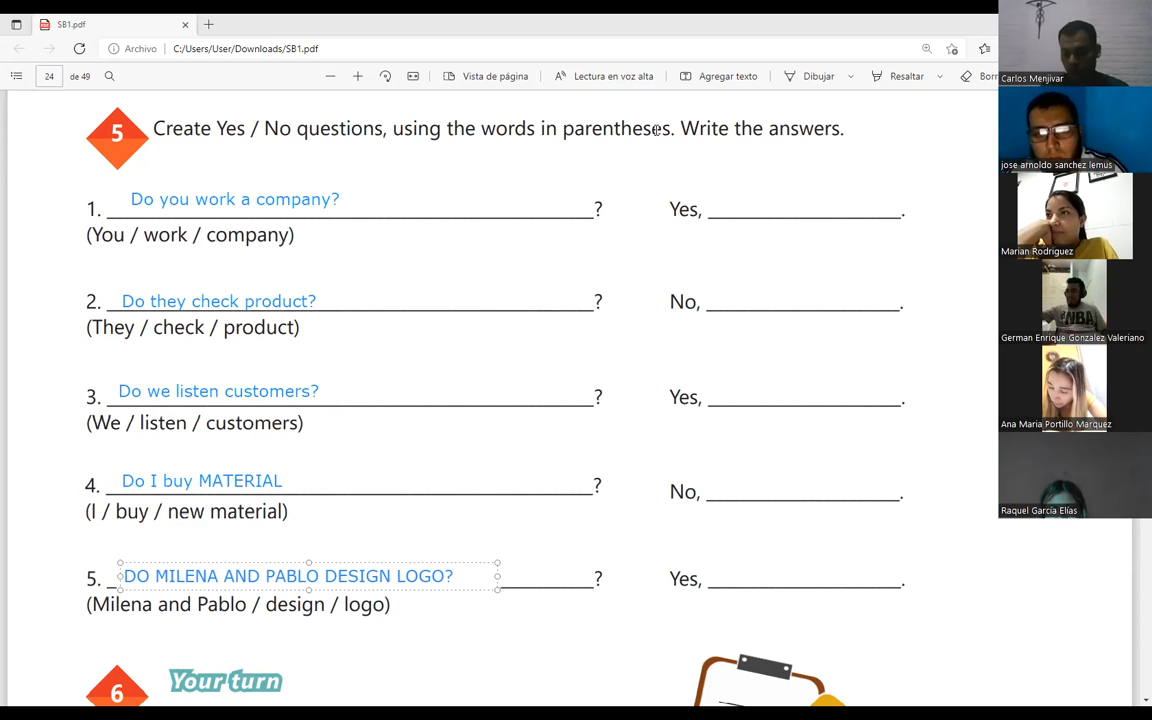 SB1.pdf
Archivo C:/Users/User/Downloads/SB1.pdf
24 de 49 Vista de página Lectura en voz alta Agregar texto Dibujar Resaltar Borr
5 Create Yes / No questions, using the words in parentheses. Write the answers.
Do you work a company?
1. ? Yes, .
(You / work / company)
2. Do they check product? ? No, .
(They / check / product)
Do we listen customers?
3. ? Yes, .
(We / listen / customers)
4. Do I buy MATERIAL ? No, .
(I / buy / new material)
5. DO MILENA AND PABLO DESIGN LOGO? ? Yes, .
(Milena and Pablo / design / logo)
6 Your turn
Carlos Menjivar
jose arnoldo sanchez lemus
Marian Rodriguez
NBA
German Enrique Gonzalez Valeriano
Ana Maria Portillo Marquez
Raquel García Elías